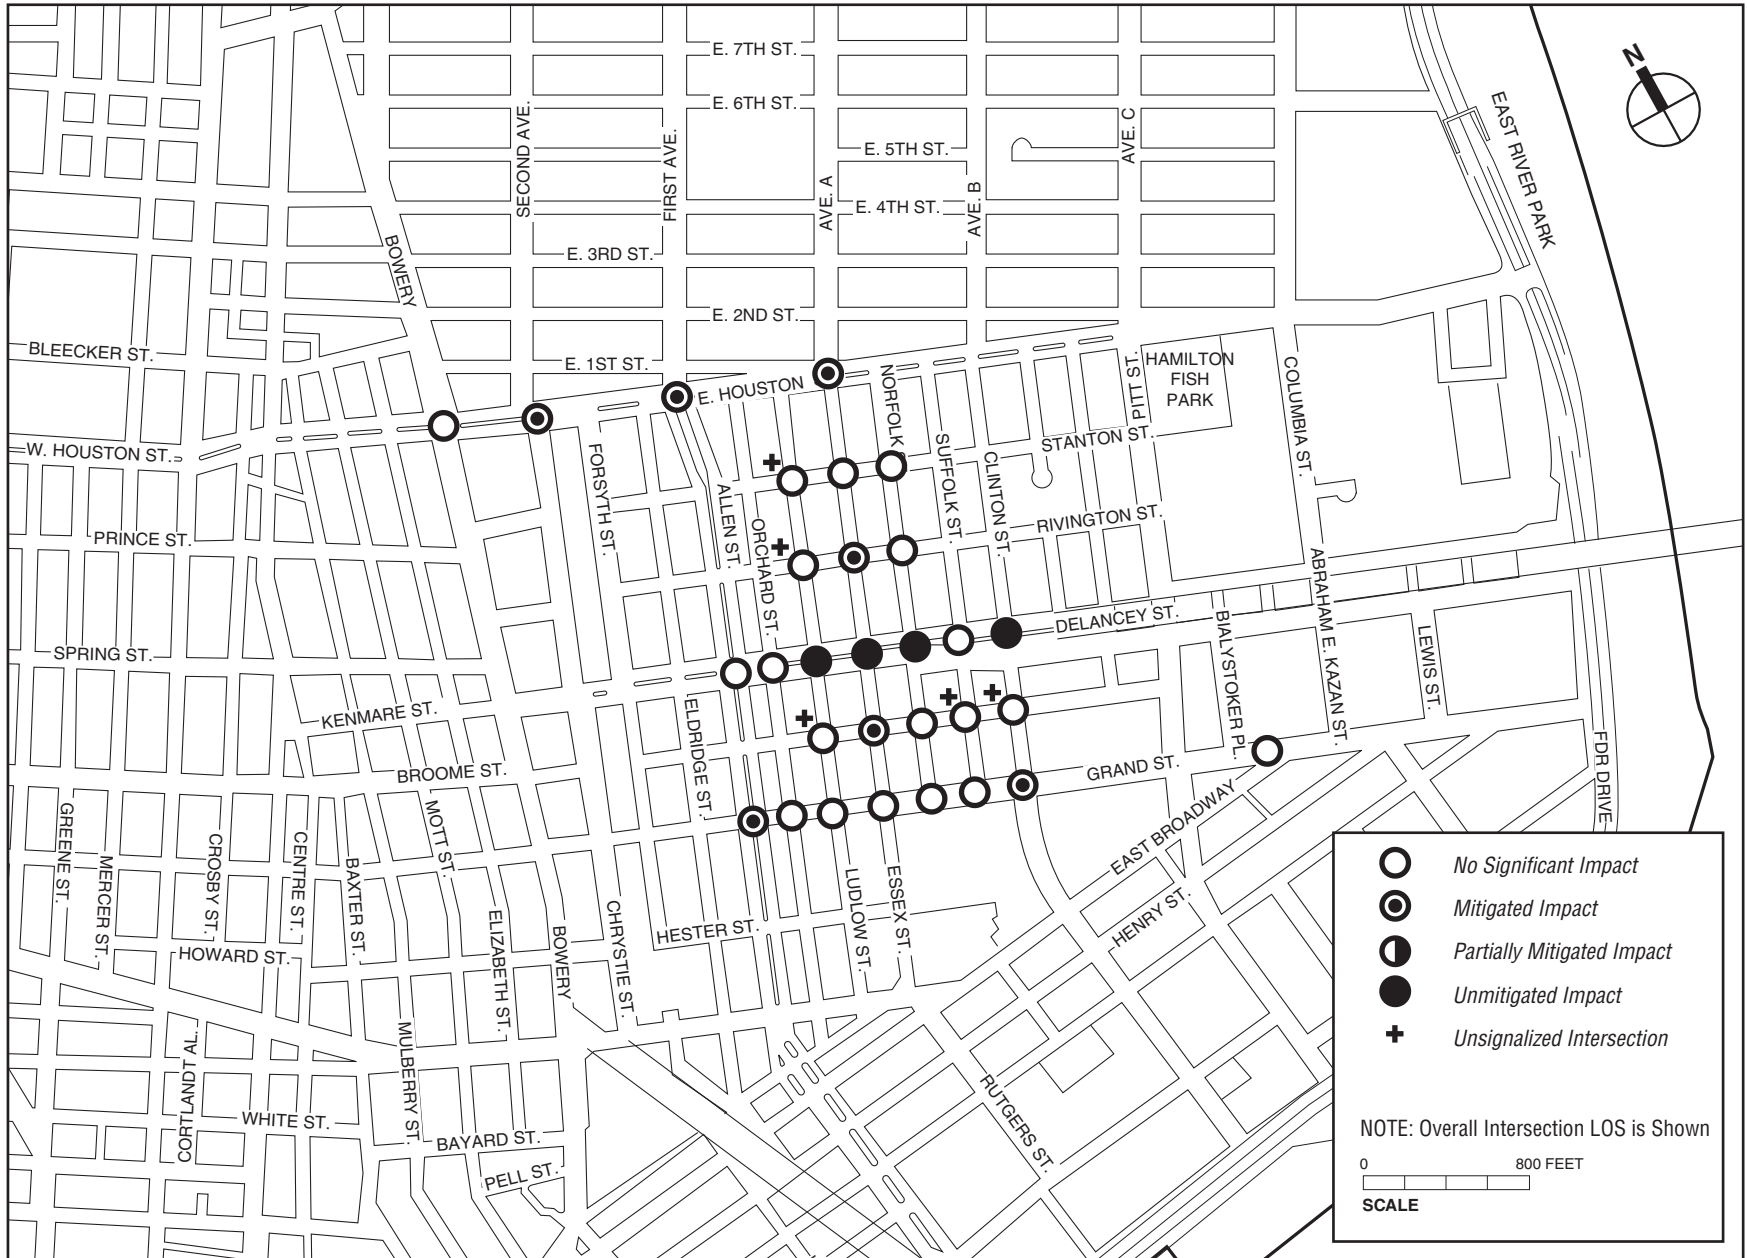 E. 7TH ST.
E. 6TH ST.
E. 5TH ST.
E. 4TH ST.
E. 3RD ST.
E. 2ND ST.
E. 1ST ST.
SECOND AVE.
FIRST AVE.
AVE. A
AVE. B
AVE. C
N
EAST RIVER PARK
BOWERY
BLEECKER ST.
W. HOUSTON ST.
E. HOUSTON
NORFOLK
PITT ST.
HAMILTON
FISH
PARK
COLUMBIA ST.
STANTON ST.
SUFFOLK ST.
CLINTON ST.
FORSYTH ST.
ALLEN ST.
ORCHARD ST.
RIVINGTON ST.
PRINCE ST.
DELANCEY ST.
ABRAHAM E. KAZAN ST.
BIALYSTOKER PL.
LEWIS ST.
SPRING ST.
KENMARE ST.
ELDRIDGE ST.
BROOME ST.
GRAND ST.
FDR DRIVE
EAST BROADWAY
HENRY ST.
GREENE ST.
MERCER ST.
CROSBY ST.
CENTRE ST.
BAXTER ST.
MOTT ST.
ELIZABETH ST.
BOWERY
CHRYSTIE ST.
HESTER ST.
LUDLOW ST.
ESSEX ST.
HOWARD ST.
CORTLANDT AL.
MULBERRY ST.
WHITE ST.
BAYARD ST.
PELL ST.
RUTGERS ST.
No Significant Impact
Mitigated Impact
Partially Mitigated Impact
Unmitigated Impact
Unsignalized Intersection
NOTE: Overall Intersection LOS is Shown
0 800 FEET
SCALE